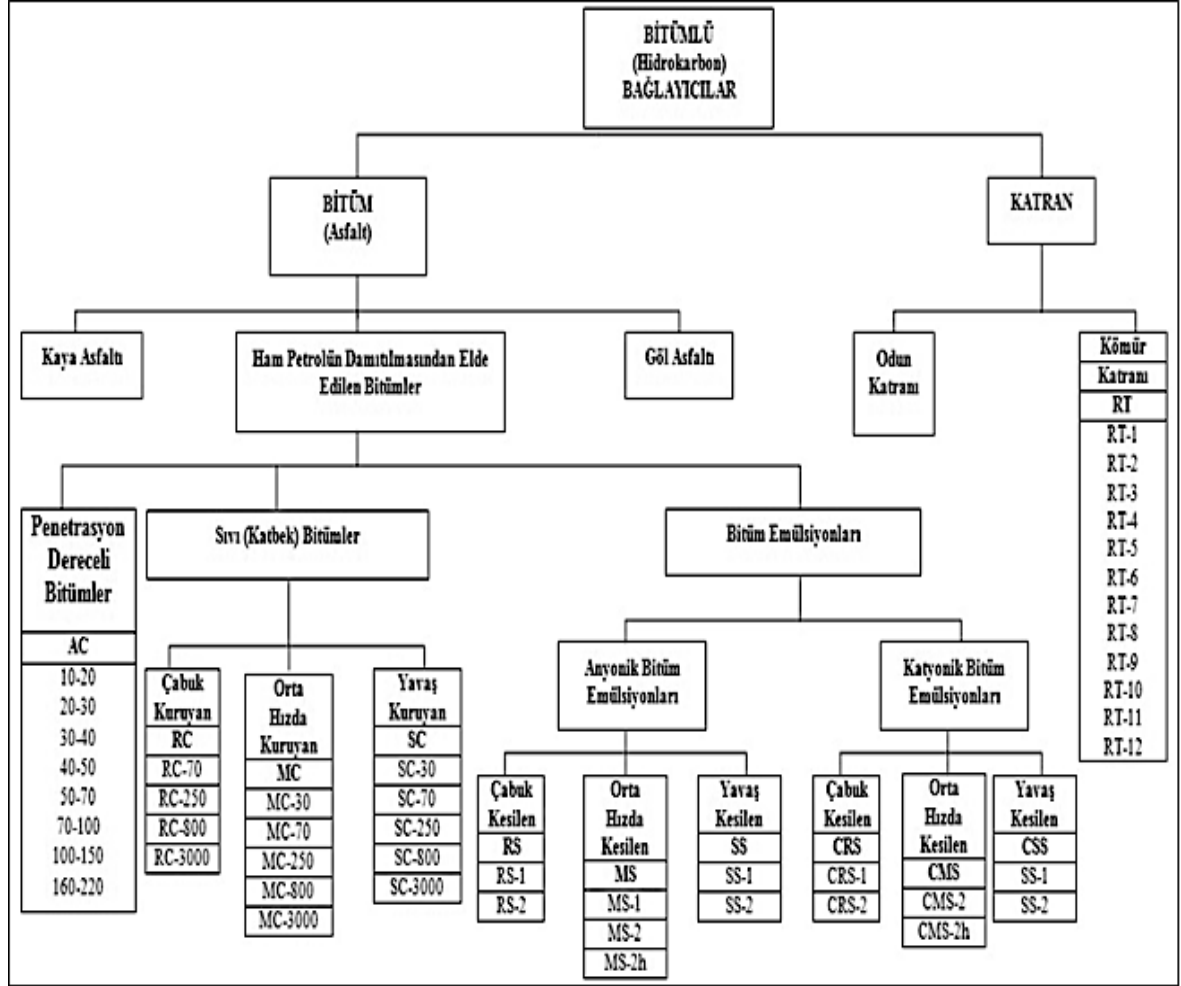 BİTÜMLÜ
(Hidrokarbon)
BAĞLAYICILAR
BİTÜM
(Asfalt)
KATRAN
Kaya Asfaltı
Ham Petrolün Damıtılmasından Elde
Edilen Bitümler
Göl Asfaltı
Odun
Katranı
Kömür
Katranı
RT
RT-1
RT-2
RT-3
RT-4
RT-5
RT-6
RT-7
RT-8
RT-9
RT-10
RT-11
RT-12
Penetrasyon
Dereceli
Bitümler
AC
10-20
20-30
30-40
40-50
50-70
70-100
100-150
160-220
Sıvı (Katbek) Bitümler
Çabuk
Kuruyan
RC
RC-70
RC-250
RC-800
RC-3000
Orta
Hızda
Kuruyan
MC
MC-30
MC-70
MC-250
MC-800
MC-3000
Yavaş
Kuruyan
SC
SC-30
SC-70
SC-250
SC-800
SC-3000
Bitüm Emülsiyonları
Anyonik Bitüm
Emülsiyonları
Çabuk
Kesilen
RS
RS-1
RS-2
Orta
Hızda
Kesilen
MS
MS-1
MS-2
MS-2h
Yavaş
Kesilen
SS
SS-1
SS-2
Katyonik Bitüm
Emülsiyonları
Çabuk
Kesilen
CRS
CRS-1
CRS-2
Orta
Hızda
Kesilen
CMS
CMS-2
CMS-2h
Yavaş
Kesilen
CSS
SS-1
SS-2